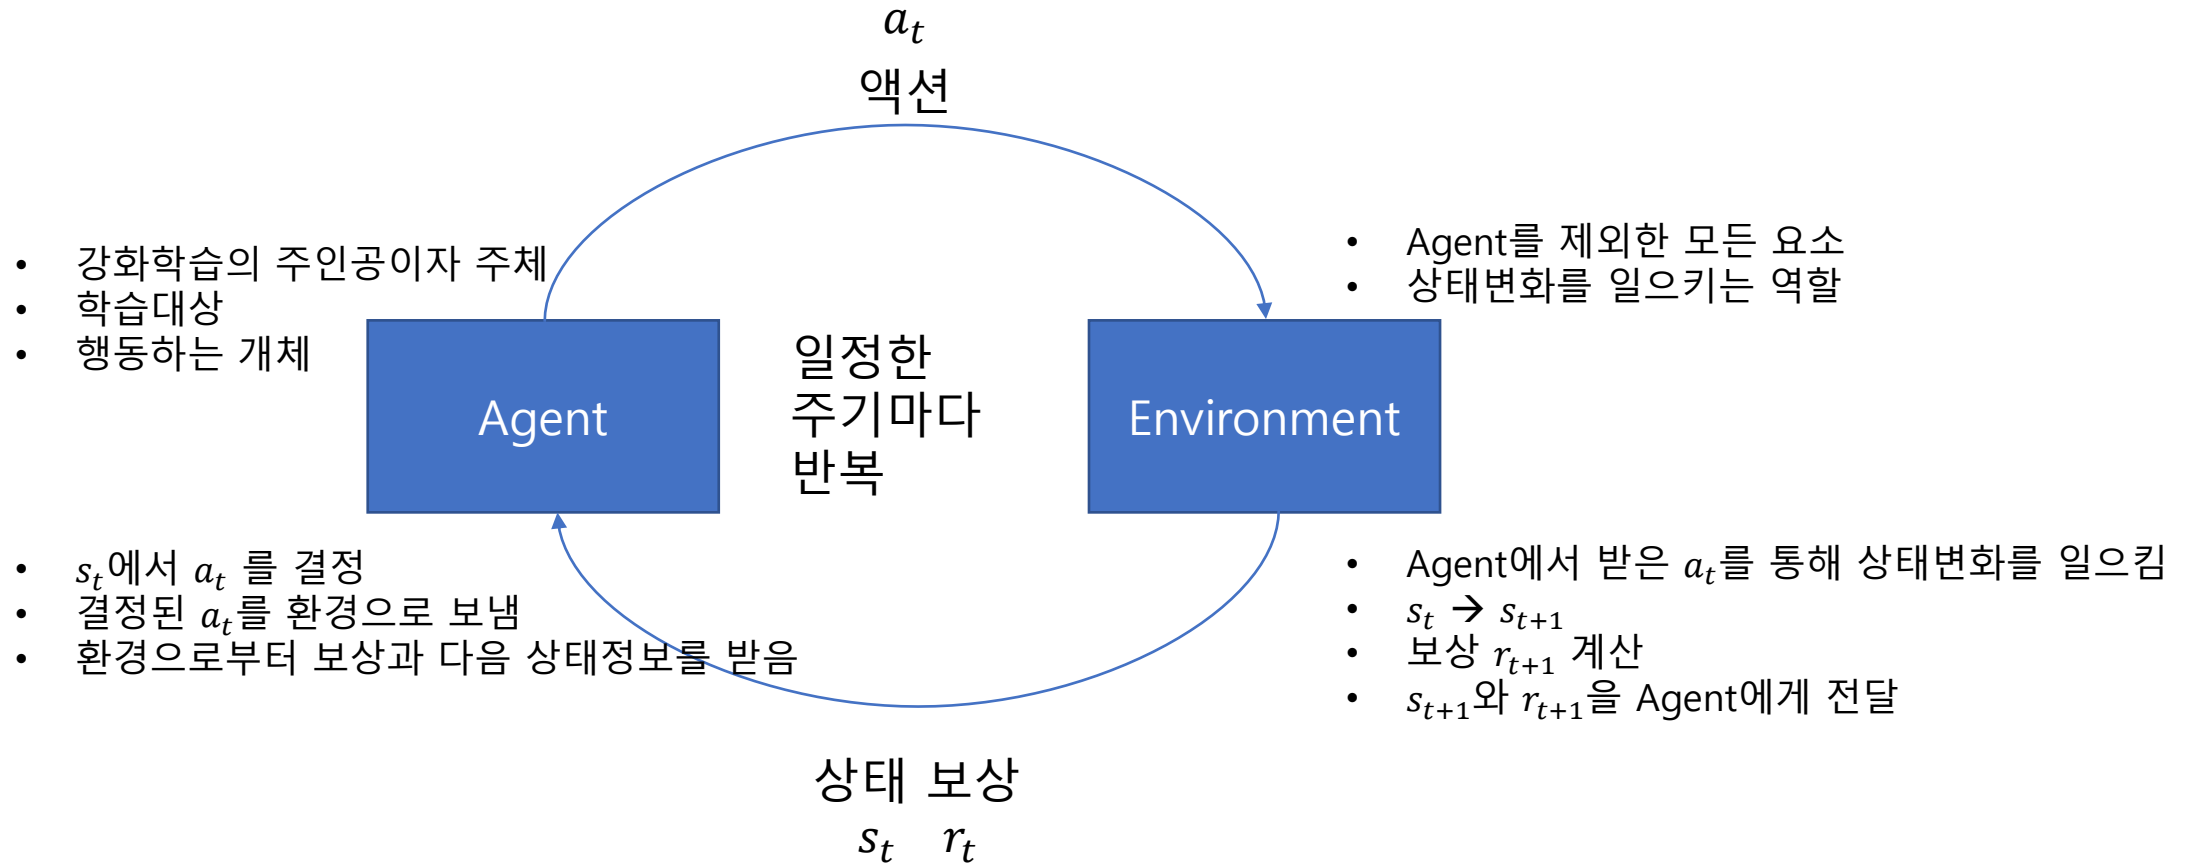 a_t
액션
• 강화학습의 주인공이자 주체
• 학습대상
• 행동하는 개체
Agent
• s_t에서 a_t 를 결정
• 결정된 a_t를 환경으로 보냄
• 환경으로부터 보상과 다음 상태정보를 받음
일정한
주기마다
반복
• Agent를 제외한 모든 요소
• 상태변화를 일으키는 역할
Environment
• Agent에서 받은 a_t를 통해 상태변화를 일으킴
• s_t → s_{t+1}
• 보상 r_{t+1} 계산
• s_{t+1}와 r_{t+1}을 Agent에게 전달
상태 보상
s_t r_t